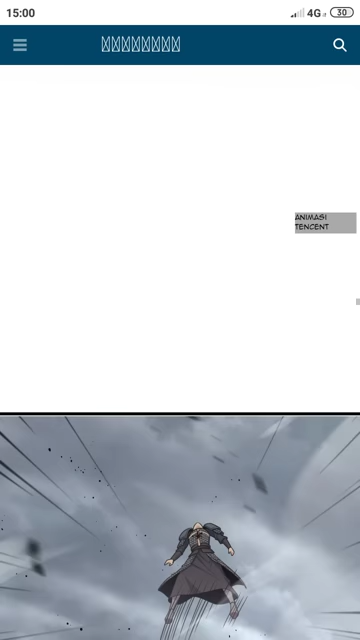 15:00
4G
30
ANIMASI
TENCENT